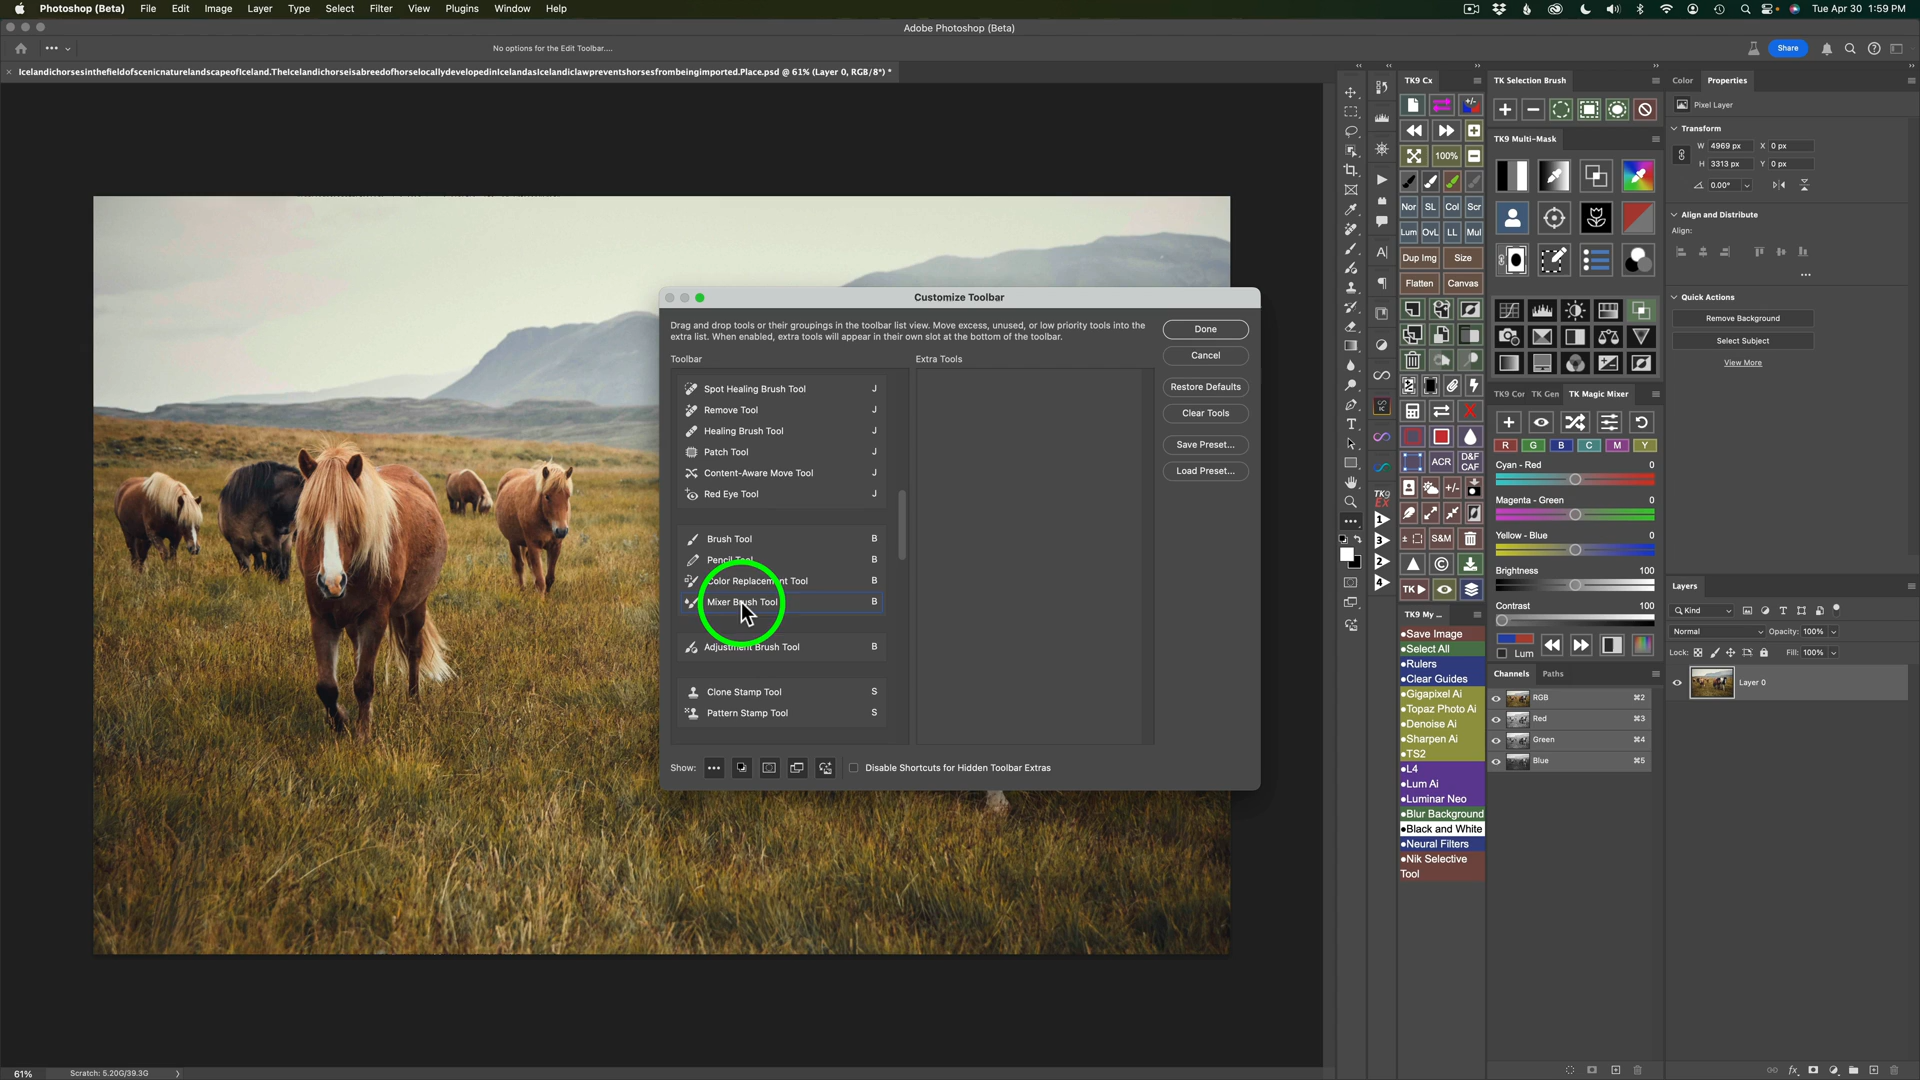 Photoshop (Beta) File Edit Image Layer Type Select Filter View Plugins Window Help Tue Apr 30 1:59 PM
Adobe Photoshop (Beta)
No options for the Edit Toolbar.... Share
IcelandichorsesinthefieldofscenicnaturelandscapeofIceland.TheIcelandichorseisabreedofhorselocallydevelopedinIcelandasIcelandiclawpreventshorsesfrombeingimported.Place.psd @ 61% (Layer 0, RGB/8*) *
Customize Toolbar
Drag and drop tools or their groupings in the toolbar list view. Move excess, unused, or low priority tools into the
extra list. When enabled, extra tools will appear in their own slot at the bottom of the toolbar.
Toolbar Extra Tools
Spot Healing Brush Tool J
Remove Tool J
Healing Brush Tool J
Patch Tool J
Content-Aware Move Tool J
Red Eye Tool J
Brush Tool B
Pencil Tool B
Color Replacement Tool B
Mixer Brush Tool B
Adjustment Brush Tool B
Clone Stamp Tool S
Pattern Stamp Tool S
Done
Cancel
Restore Defaults
Clear Tools
Save Preset...
Load Preset...
Show: Disable Shortcuts for Hidden Toolbar Extras
TK9 Cx
100%
Nor SL Col Scr
Lum OvL LL Mul
Dup Img Size
Flatten Canvas
ACR D&F
CAF
+/-
S&M
TK
TK9
EX
1
3
2
4
TK9 My ...
Save Image
Select All
Rulers
Clear Guides
Gigapixel Ai
Topaz Photo Ai
Denoise Ai
Sharpen Ai
TS2
L4
Lum Ai
Luminar Neo
Blur Background
Black and White
Neural Filters
Nik Selective
Tool
TK Selection Brush
TK9 Multi-Mask
TK9 Cor TK Gen TK Magic Mixer
R G B C M Y
Cyan - Red 0
Magenta - Green 0
Yellow - Blue 0
Brightness 100
Contrast 100
Lum
Channels Paths
RGB ⌘2
Red ⌘3
Green ⌘4
Blue ⌘5
Color Properties
Pixel Layer
Transform
W 4969 px X 0 px
H 3313 px Y 0 px
0.00°
Align and Distribute
Align:
Quick Actions
Remove Background
Select Subject
View More
Layers
Kind
Normal Opacity: 100%
Lock: Fill: 100%
Layer 0
61% Scratch: 5.20G/39.3G